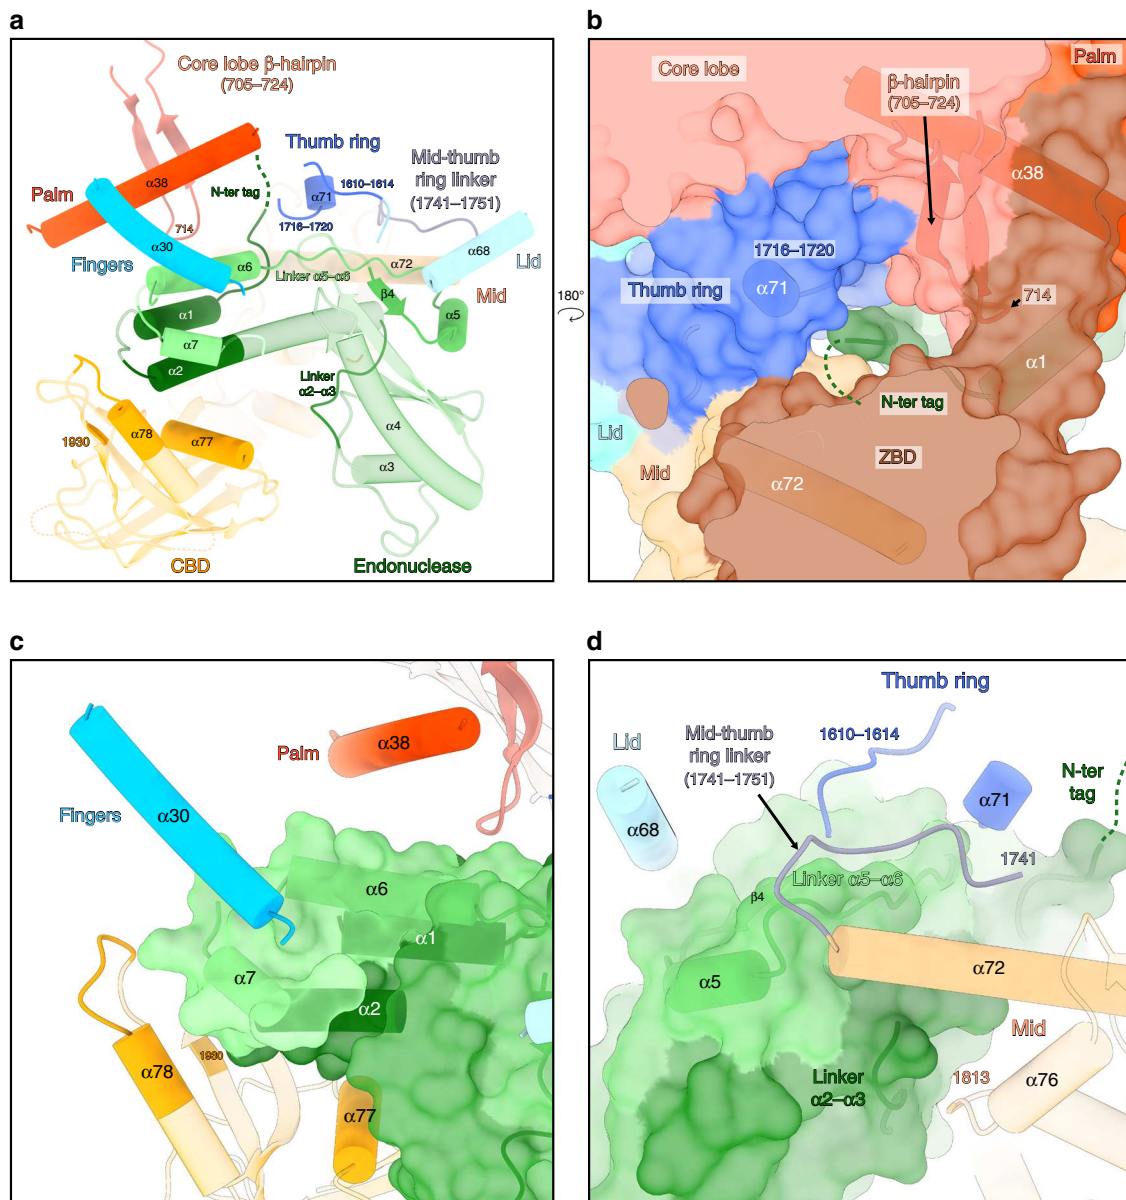 a
Core lobe β-hairpin
(705–724)
Thumb ring
Mid-thumb
ring linker
(1741–1751)
Palm
α38
N-ter tag
α71
1610–1614
1716–1720
714
α30
Fingers
α6
Linker α5–α6
α72
α68
Lid
Mid
β4
α5
α1
α7
α2
Linker
α2–α3
α4
α3
1930
α78
α77
CBD
Endonuclease
180°
b
Core lobe
Palm
β-hairpin
(705–724)
α38
1716–1720
Thumb ring
α71
714
α1
N-ter tag
Lid
Mid
ZBD
α72
c
Palm
α38
Fingers
α30
α6
α1
α7
α2
1930
α78
α77
d
Thumb ring
Lid
Mid-thumb
ring linker
(1741–1751)
1610–1614
N-ter
tag
α71
α68
1741
Linker α5–α6
β4
α5
α72
Mid
Linker
α2–α3
1813
α76